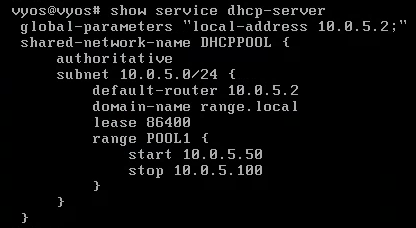 vyos@vyos# show service dhcp-server
 global-parameters "local-address 10.0.5.2;"
 shared-network-name DHCPPOOL {
     authoritative
     subnet 10.0.5.0/24 {
         default-router 10.0.5.2
         domain-name range.local
         lease 86400
         range POOL1 {
             start 10.0.5.50
             stop 10.0.5.100
         }
     }
 }